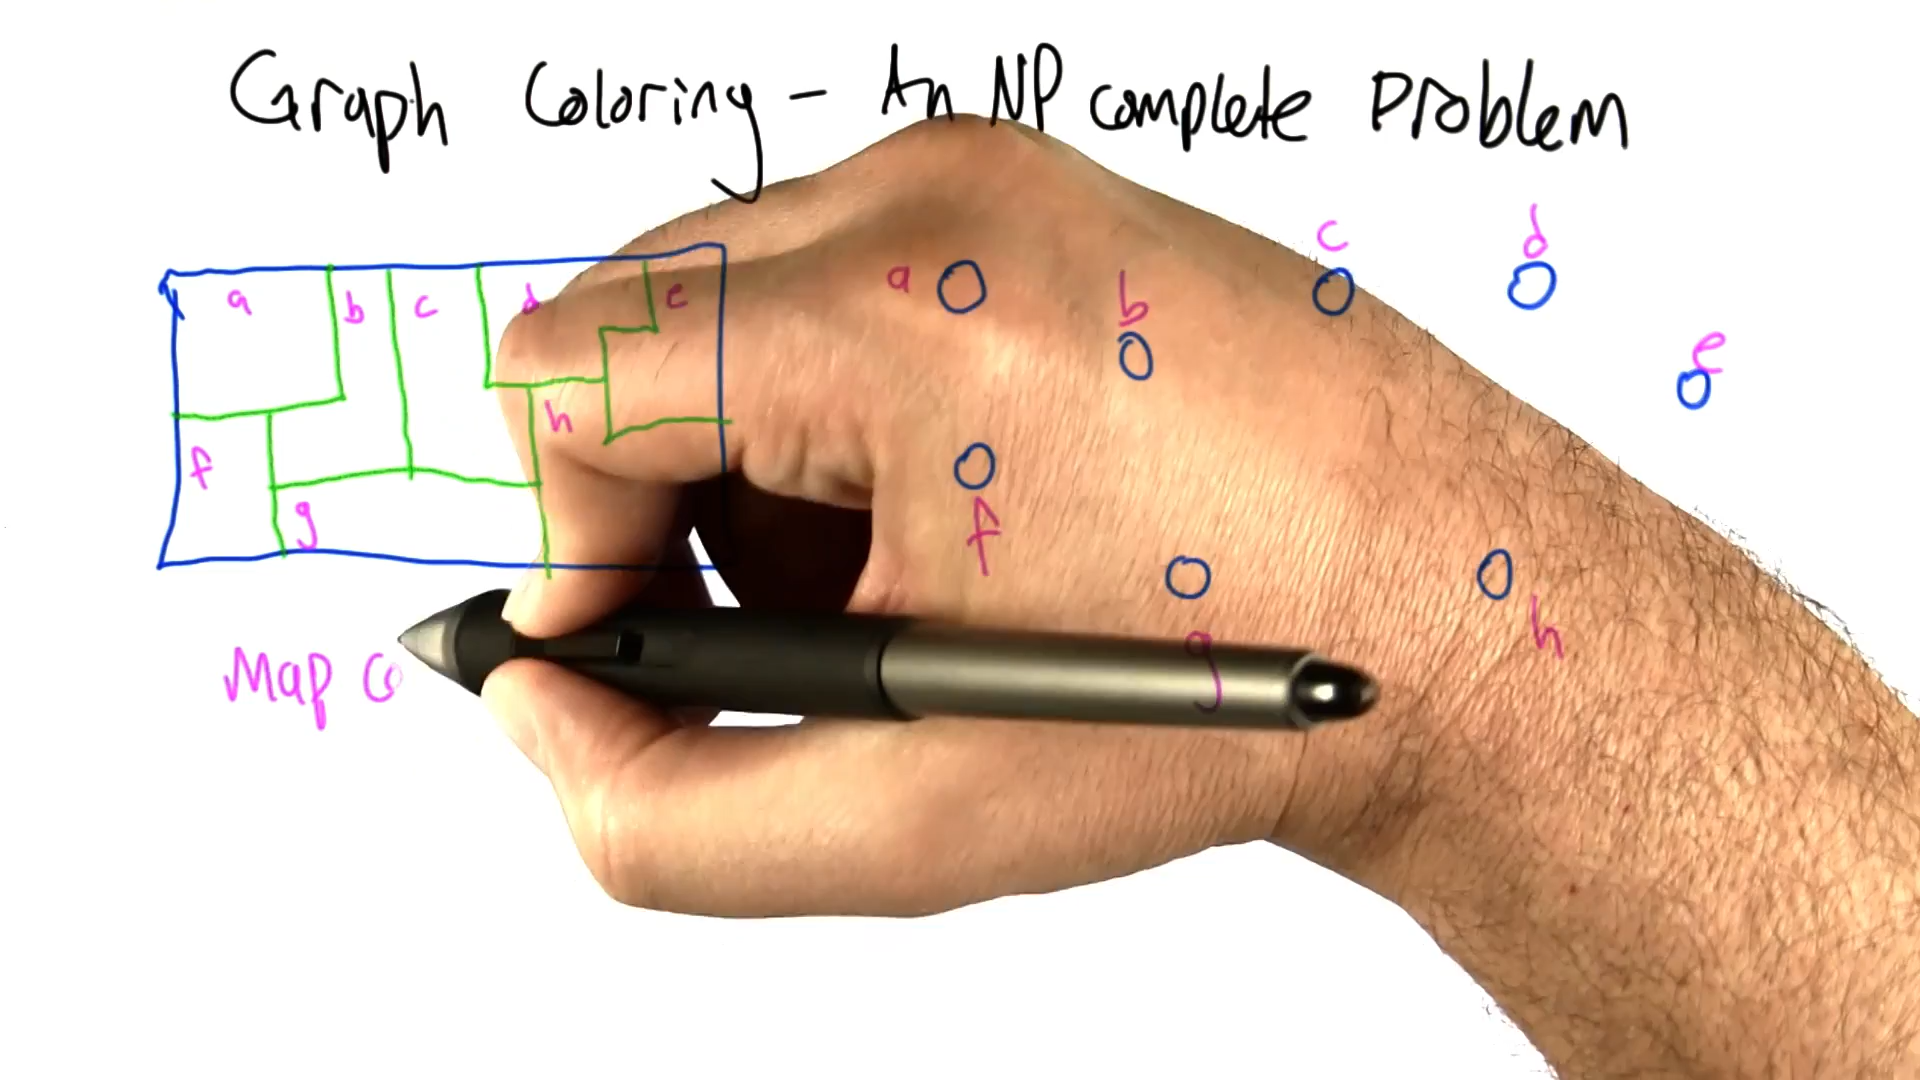 Graph Coloring - An NP complete Problem
a b c d e
f h
g
a b c d
e
f
g h
Map Co